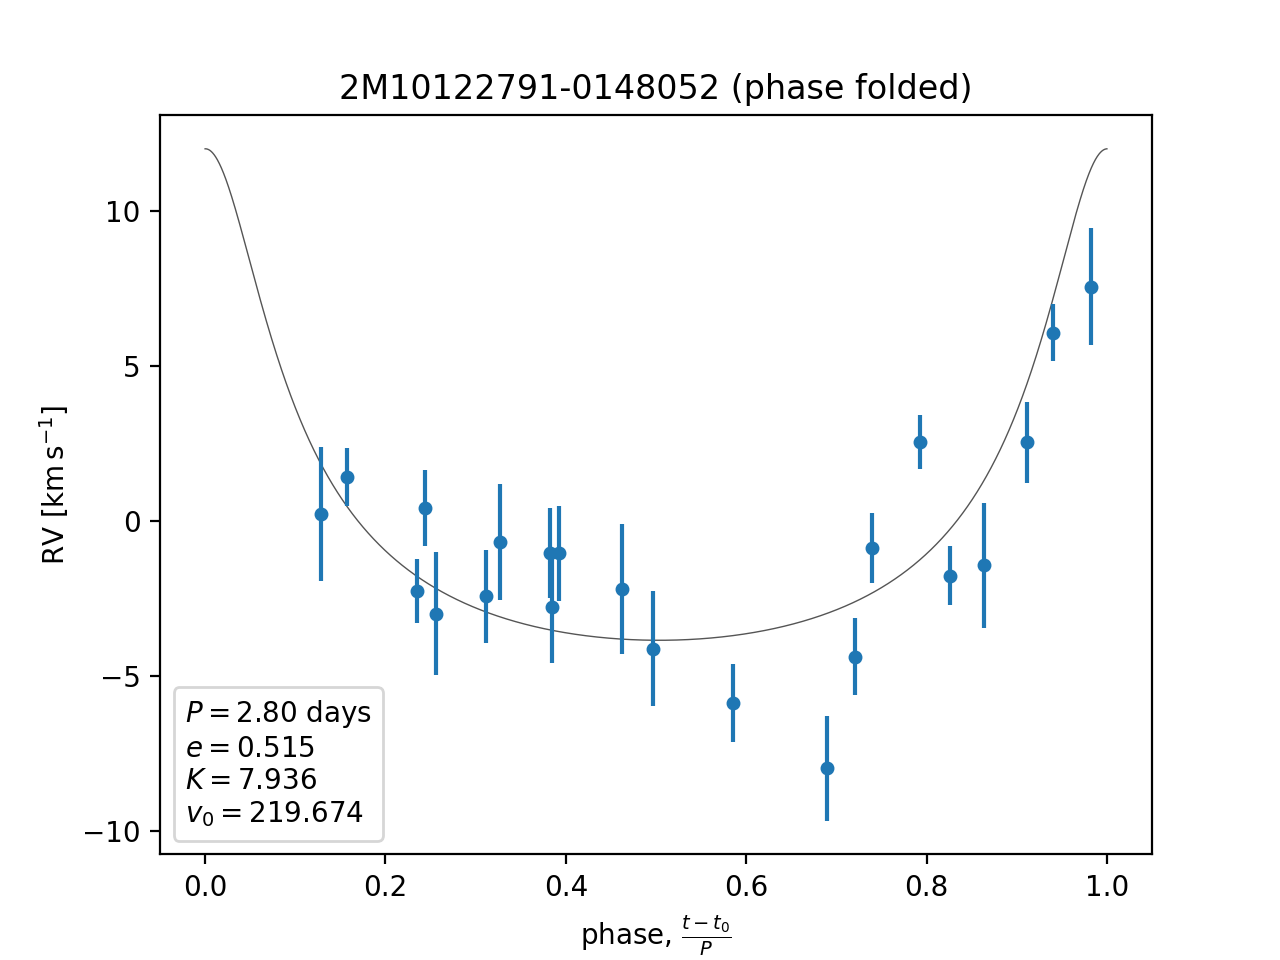 2M10122791-0148052 (phase folded)
RV [km s⁻¹]
10
5
0
−5
−10
P = 2.80 days
e = 0.515
K = 7.936
v₀ = 219.674
0.0 0.2 0.4 0.6 0.8 1.0
phase, (t − t₀)/P